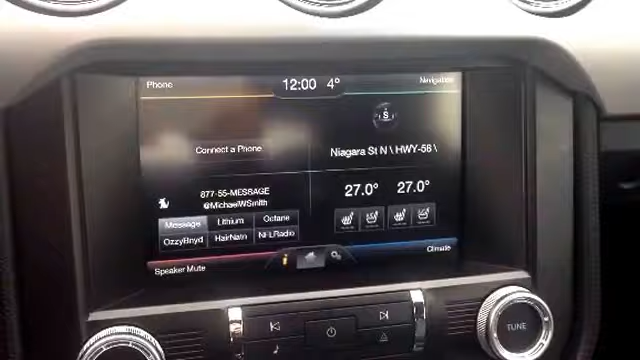 Phone
12:00 4°
Navigation
S
Connect a Phone
Niagara St N \ HWY-58 \
877-55-MESSAGE
@MichaelWSmith
27.0° 27.0°
Message Lithium Octane
OzzyBnyd HairNatn NFLRadio
Speaker Mute
Climate
TUNE